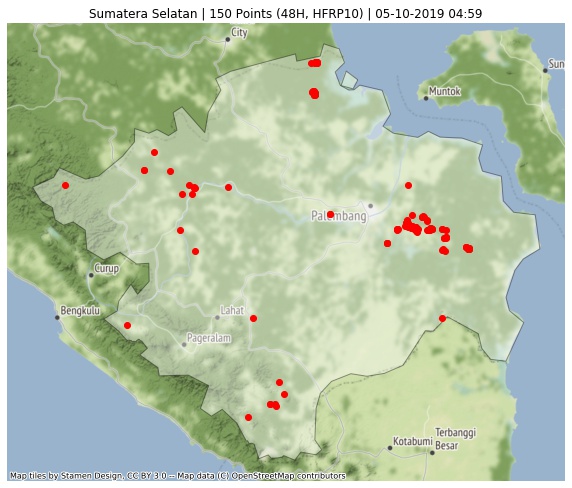 Sumatera Selatan | 150 Points (48H, HFRP10) | 05-10-2019 04:59
City
Sun
Muntok
Palembang
Curup
Bengkulu
Lahat
Pageralam
Kotabumi
Terbanggi
Besar
Map tiles by Stamen Design, CC BY 3.0 -- Map data (C) OpenStreetMap contributors